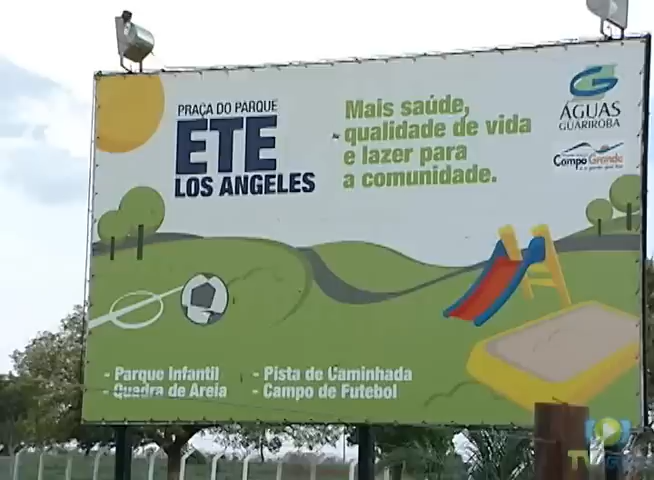 PRAÇA DO PARQUE
ETE
LOS ANGELES
Mais saúde,
qualidade de vida
e lazer para
a comunidade.
ÁGUAS
GUARIROBA
Campo Grande
- Parque Infantil
- Quadra de Areia
- Pista de Caminhada
- Campo de Futebol
TV